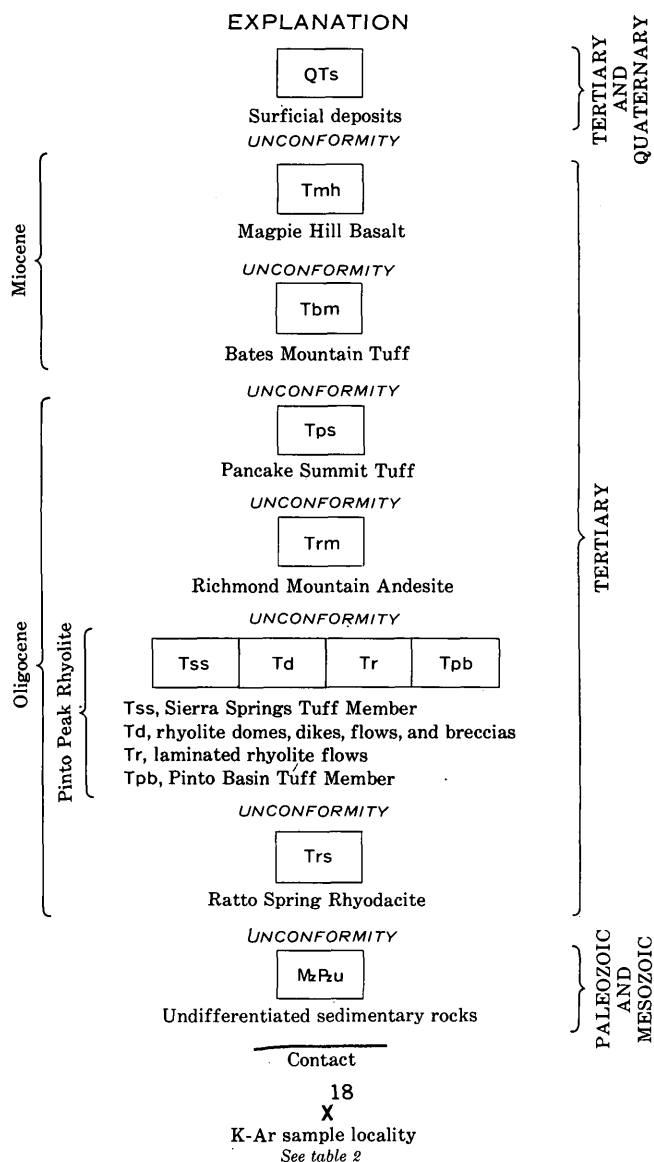 EXPLANATION
QTs
Surficial deposits
UNCONFORMITY
TERTIARY
AND
QUATERNARY
Tmh
Magpie Hill Basalt
UNCONFORMITY
Tbm
Bates Mountain Tuff
Miocene
UNCONFORMITY
Tps
Pancake Summit Tuff
UNCONFORMITY
Trm
Richmond Mountain Andesite
UNCONFORMITY
Tss Td Tr Tpb
Tss, Sierra Springs Tuff Member
Td, rhyolite domes, dikes, flows, and breccias
Tr, laminated rhyolite flows
Tpb, Pinto Basin Tuff Member
Pinto Peak Rhyolite
UNCONFORMITY
Trs
Ratto Spring Rhyodacite
Oligocene
TERTIARY
UNCONFORMITY
MzPzu
Undifferentiated sedimentary rocks
PALEOZOIC
AND
MESOZOIC
Contact
18
X
K-Ar sample locality
See table 2